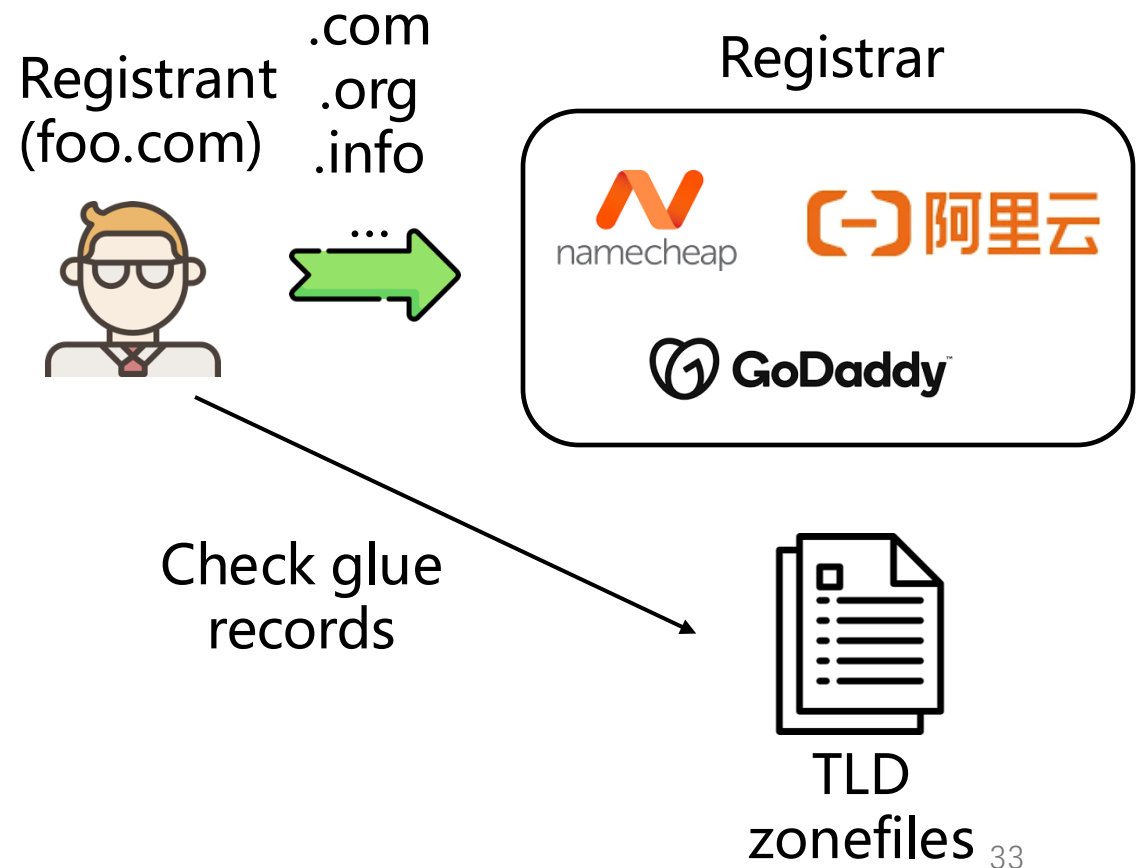 Registrant
(foo.com)
.com
.org
.info
...
Registrar
namecheap
阿里云
GoDaddy
Check glue
records
TLD
zonefiles
33